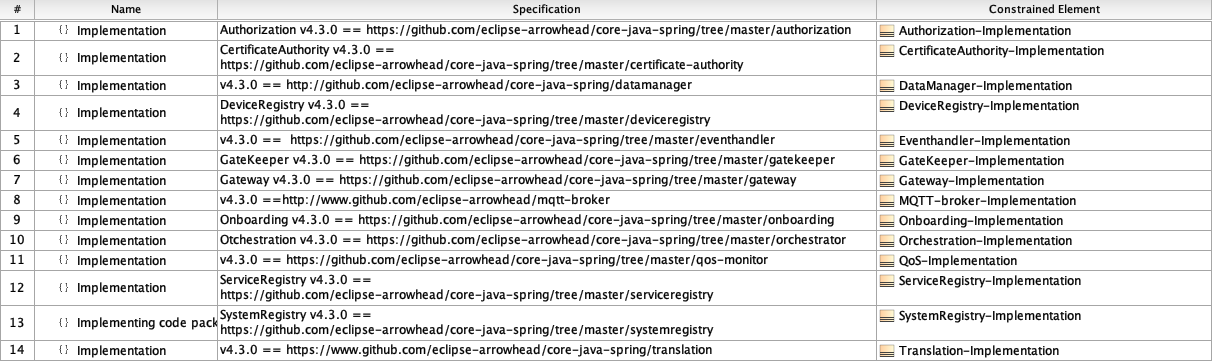 # Name Specification Constrained Element
1 {} Implementation Authorization v4.3.0 == https://github.com/eclipse-arrowhead/core-java-spring/tree/master/authorization Authorization-Implementation
2 {} Implementation CertificateAuthority v4.3.0 == CertificateAuthority-Implementation
https://github.com/eclipse-arrowhead/core-java-spring/tree/master/certificate-authority
3 {} Implementation v4.3.0 == http://github.com/eclipse-arrowhead/core-java-spring/datamanager DataManager-Implementation
4 {} Implementation DeviceRegistry v4.3.0 == DeviceRegistry-Implementation
https://github.com/eclipse-arrowhead/core-java-spring/tree/master/deviceregistry
5 {} Implementation v4.3.0 == https://github.com/eclipse-arrowhead/core-java-spring/tree/master/eventhandler Eventhandler-Implementation
6 {} Implementation GateKeeper v4.3.0 == https://github.com/eclipse-arrowhead/core-java-spring/tree/master/gatekeeper GateKeeper-Implementation
7 {} Implementation Gateway v4.3.0 == https://github.com/eclipse-arrowhead/core-java-spring/tree/master/gateway Gateway-Implementation
8 {} Implementation v4.3.0 ==http://www.github.com/eclipse-arrowhead/mqtt-broker MQTT-broker-Implementation
9 {} Implementation Onboarding v4.3.0 == https://github.com/eclipse-arrowhead/core-java-spring/tree/master/onboarding Onboarding-Implementation
10 {} Implementation Otchestration v4.3.0 == https://github.com/eclipse-arrowhead/core-java-spring/tree/master/orchestrator Orchestration-Implementation
11 {} Implementation v4.3.0 == https://github.com/eclipse-arrowhead/core-java-spring/tree/master/qos-monitor QoS-Implementation
12 {} Implementation ServiceRegistry v4.3.0 == ServiceRegistry-Implementation
https://github.com/eclipse-arrowhead/core-java-spring/tree/master/serviceregistry
13 {} Implementing code pack SystemRegistry v4.3.0 == SystemRegistry-Implementation
https://github.com/eclipse-arrowhead/core-java-spring/tree/master/systemregistry
14 {} Implementation v4.3.0 == https://www.github.com/eclipse-arrowhead/core-java-spring/translation Translation-Implementation